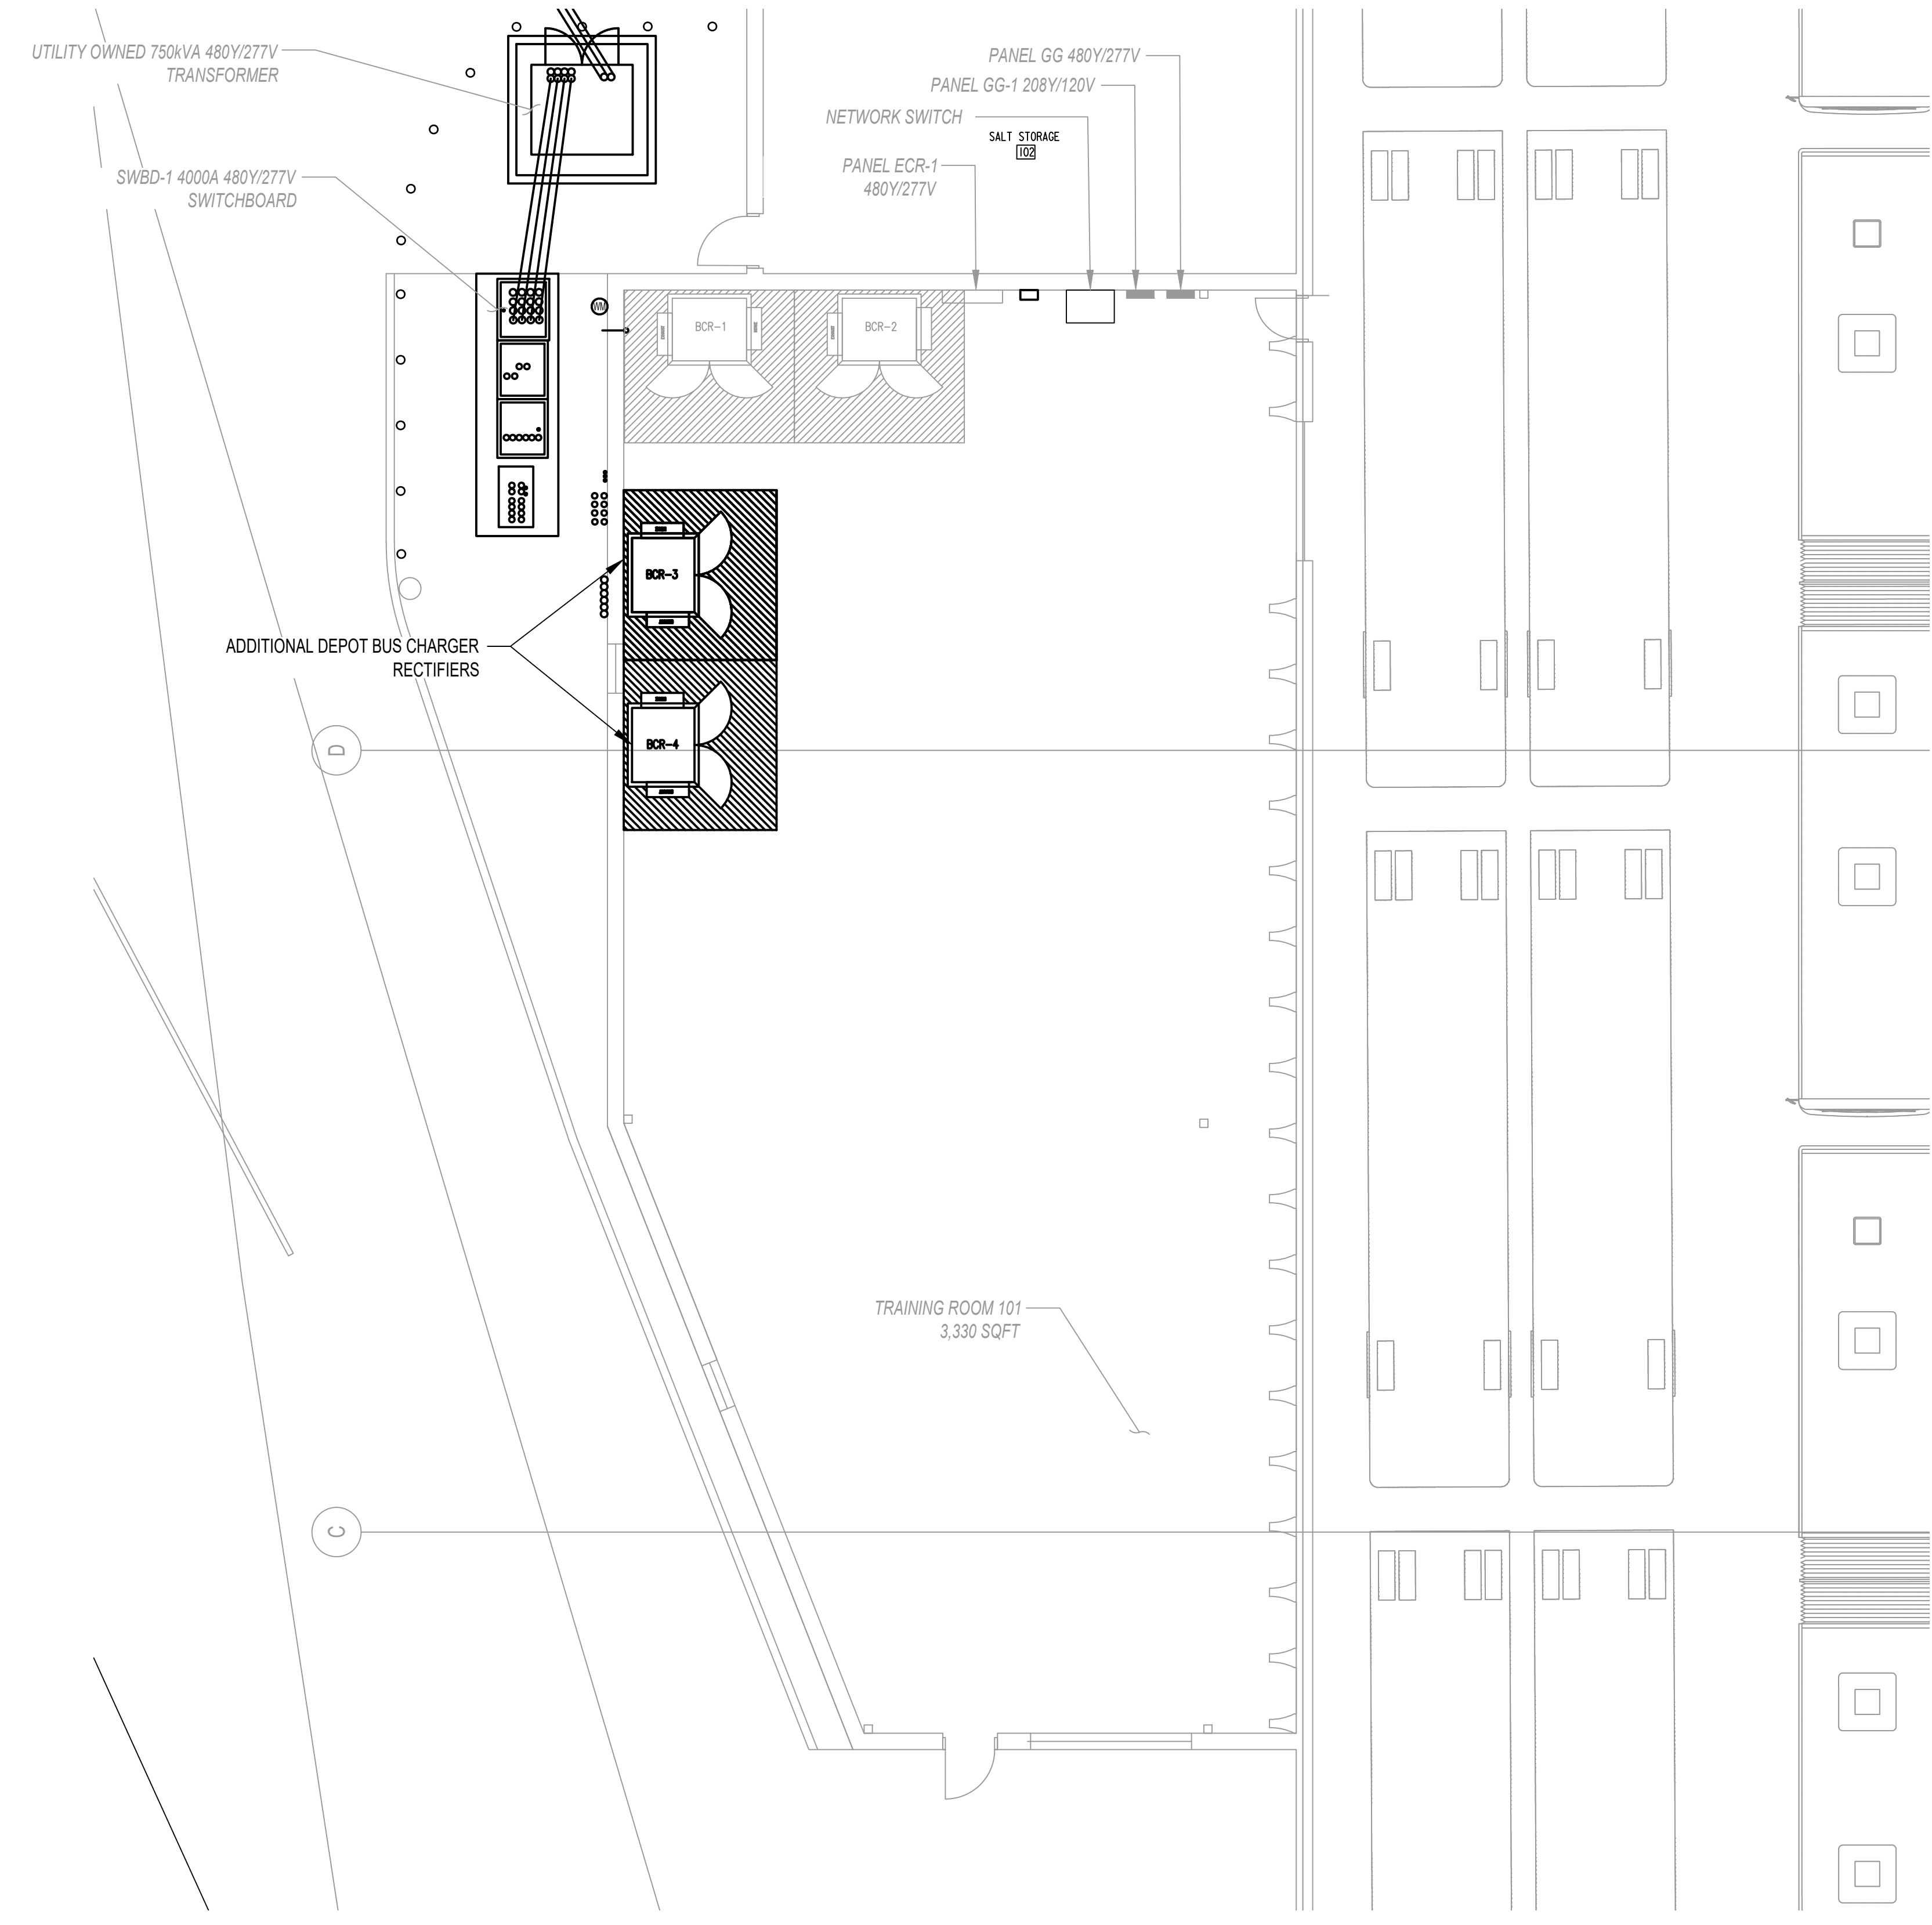 UTILITY OWNED 750kVA 480Y/277V
TRANSFORMER
PANEL GG 480Y/277V
PANEL GG-1 208Y/120V
NETWORK SWITCH
SALT STORAGE
102
PANEL ECR-1
480Y/277V
SWBD-1 4000A 480Y/277V
SWITCHBOARD
WM
BCR-1
BCR-2
BCR-3
ADDITIONAL DEPOT BUS CHARGER
RECTIFIERS
BCR-4
D
TRAINING ROOM 101
3,330 SQFT
C